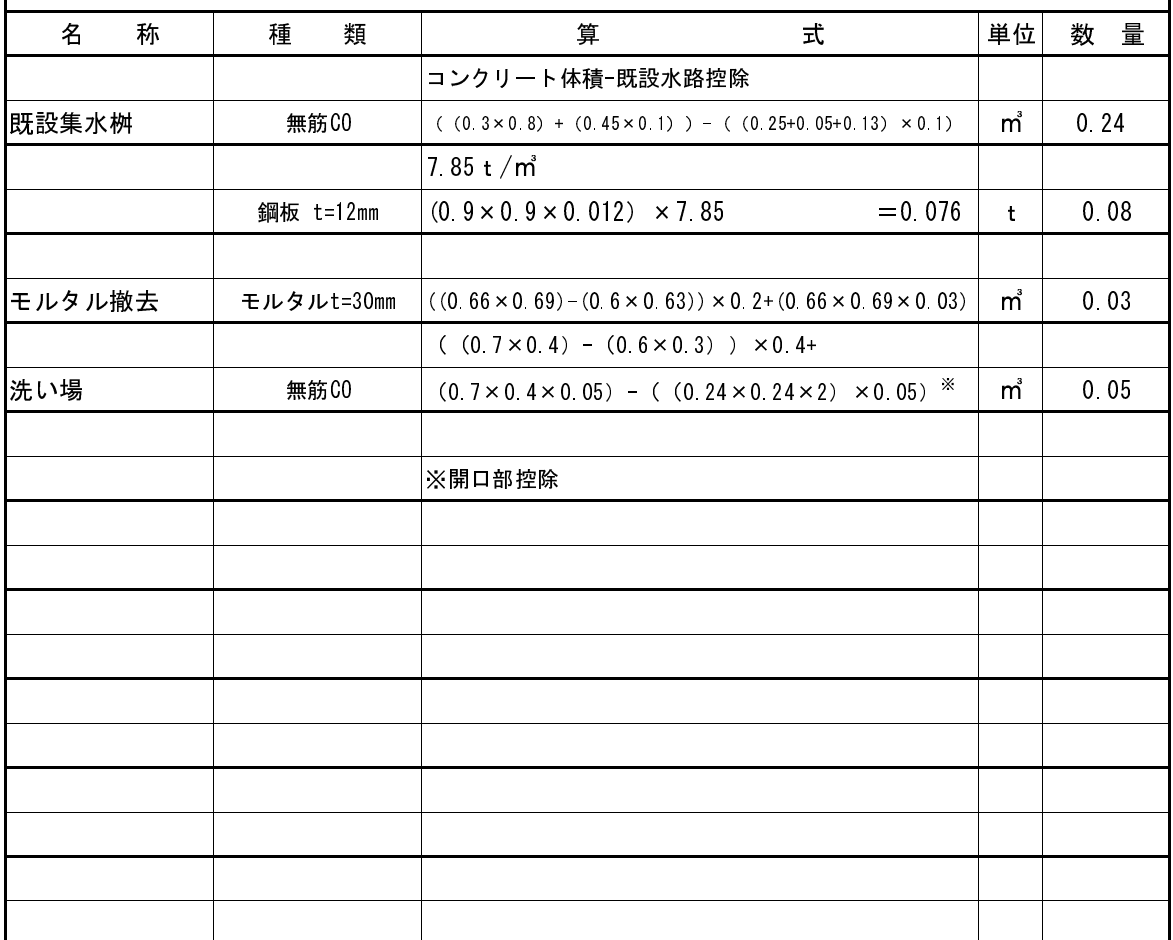 名　称　種　類　算　式　単位　数　量
コンクリート体積-既設水路控除
既設集水桝　無筋CO　((0.3×0.8)+(0.45×0.1))-((0.25+0.05+0.13)×0.1)　㎥　0.24
7.85 t/㎥
鋼板 t=12mm　(0.9×0.9×0.012)×7.85　=0.076　t　0.08
モルタル撤去　モルタルt=30mm　((0.66×0.69)-(0.6×0.63))×0.2+(0.66×0.69×0.03)　㎥　0.03
((0.7×0.4)-(0.6×0.3))×0.4+
洗い場　無筋CO　(0.7×0.4×0.05)-((0.24×0.24×2)×0.05)※　㎥　0.05
※開口部控除